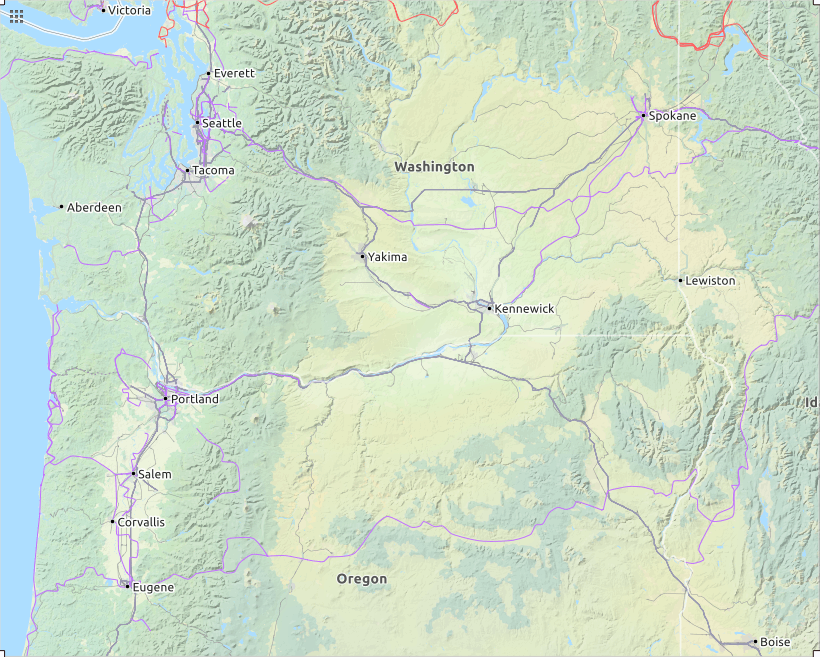 Victoria
Everett
Spokane
Seattle
Washington
Tacoma
Aberdeen
Yakima
Lewiston
Kennewick
Portland
Id
Salem
Corvallis
Oregon
Eugene
Boise